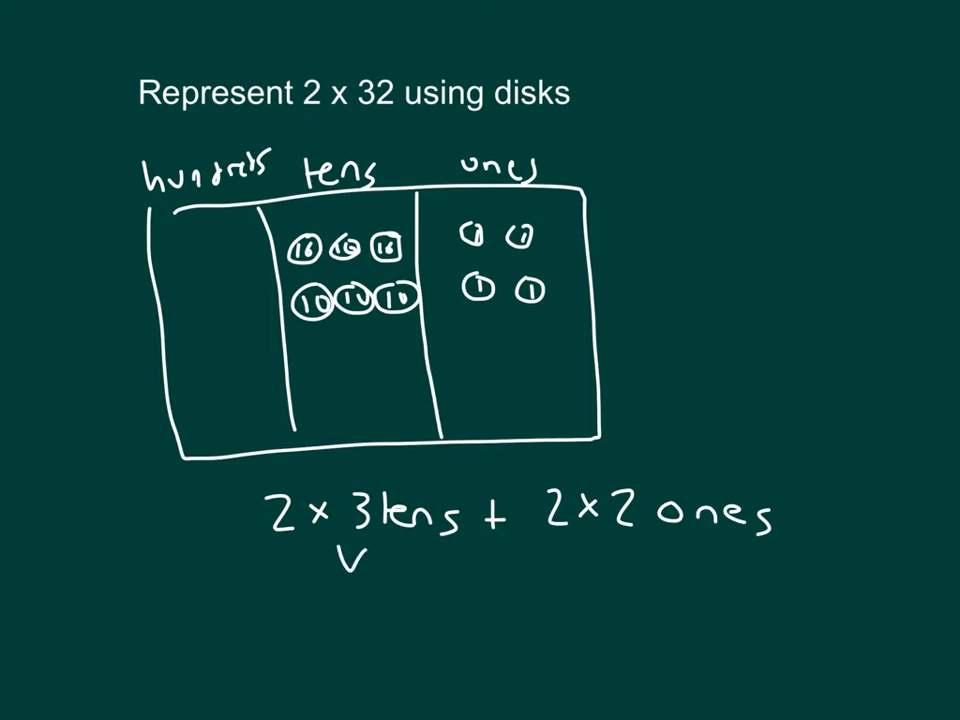 Represent 2 x 32 using disks
hundreds tens ones
10 10 10 1 1
10 10 10 1 1
2 x 3 tens + 2 x 2 ones